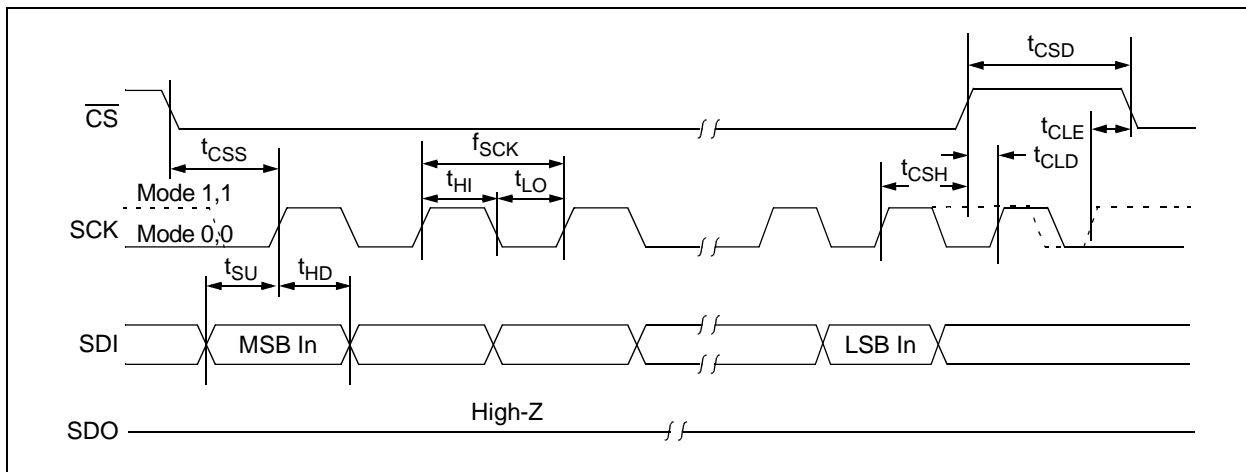 tCSD
CS
tCLE
tCSS
fSCK
tCLD
tCSH
tHI
tLO
Mode 1,1
SCK
Mode 0,0
tSU
tHD
SDI
MSB In
LSB In
High-Z
SDO